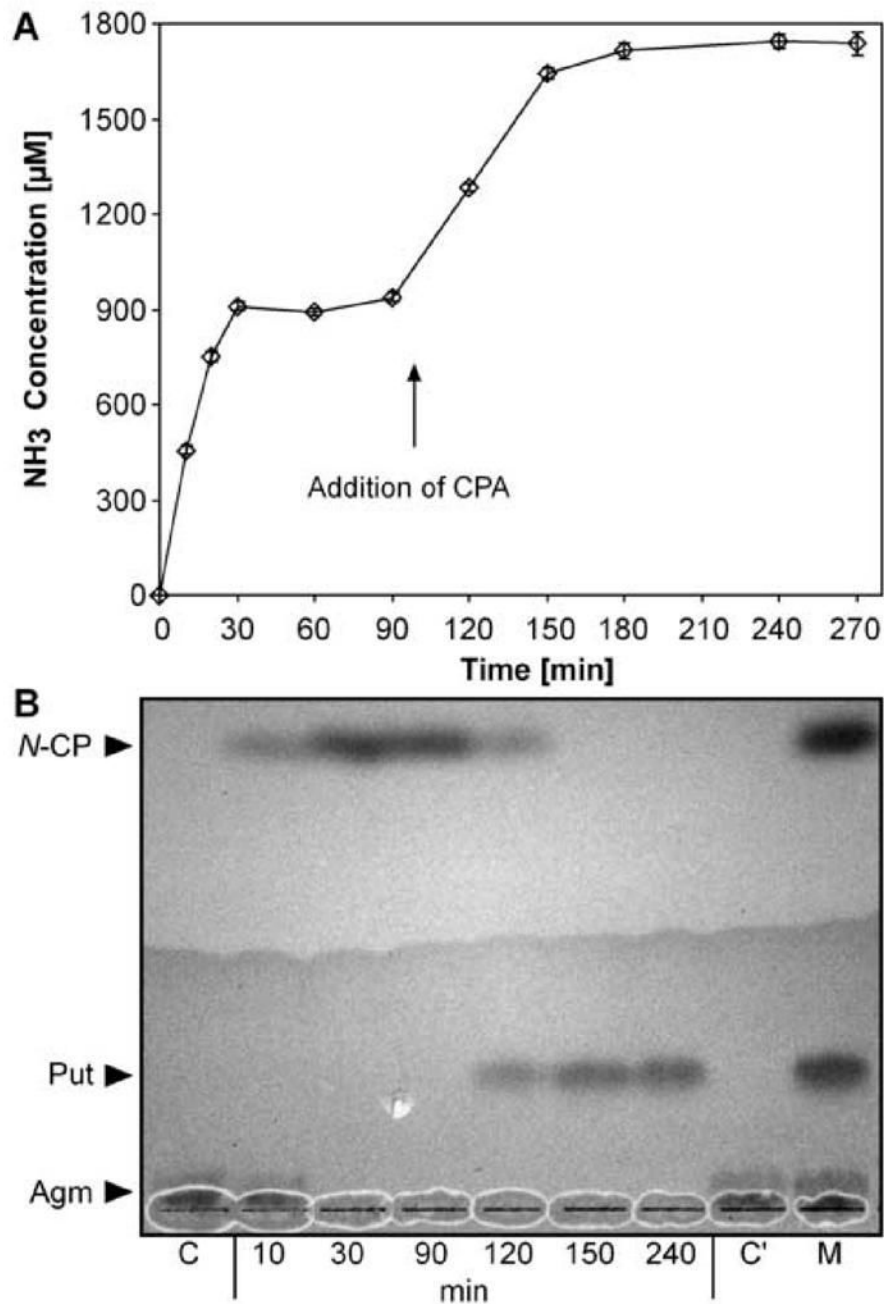 A
NH3 Concentration [µM]
1800
1500
1200
900
600
300
0
Addition of CPA
0 30 60 90 120 150 180 210 240 270
Time [min]
B
N-CP
Put
Agm
C 10 30 90 120 150 240 C' M
min